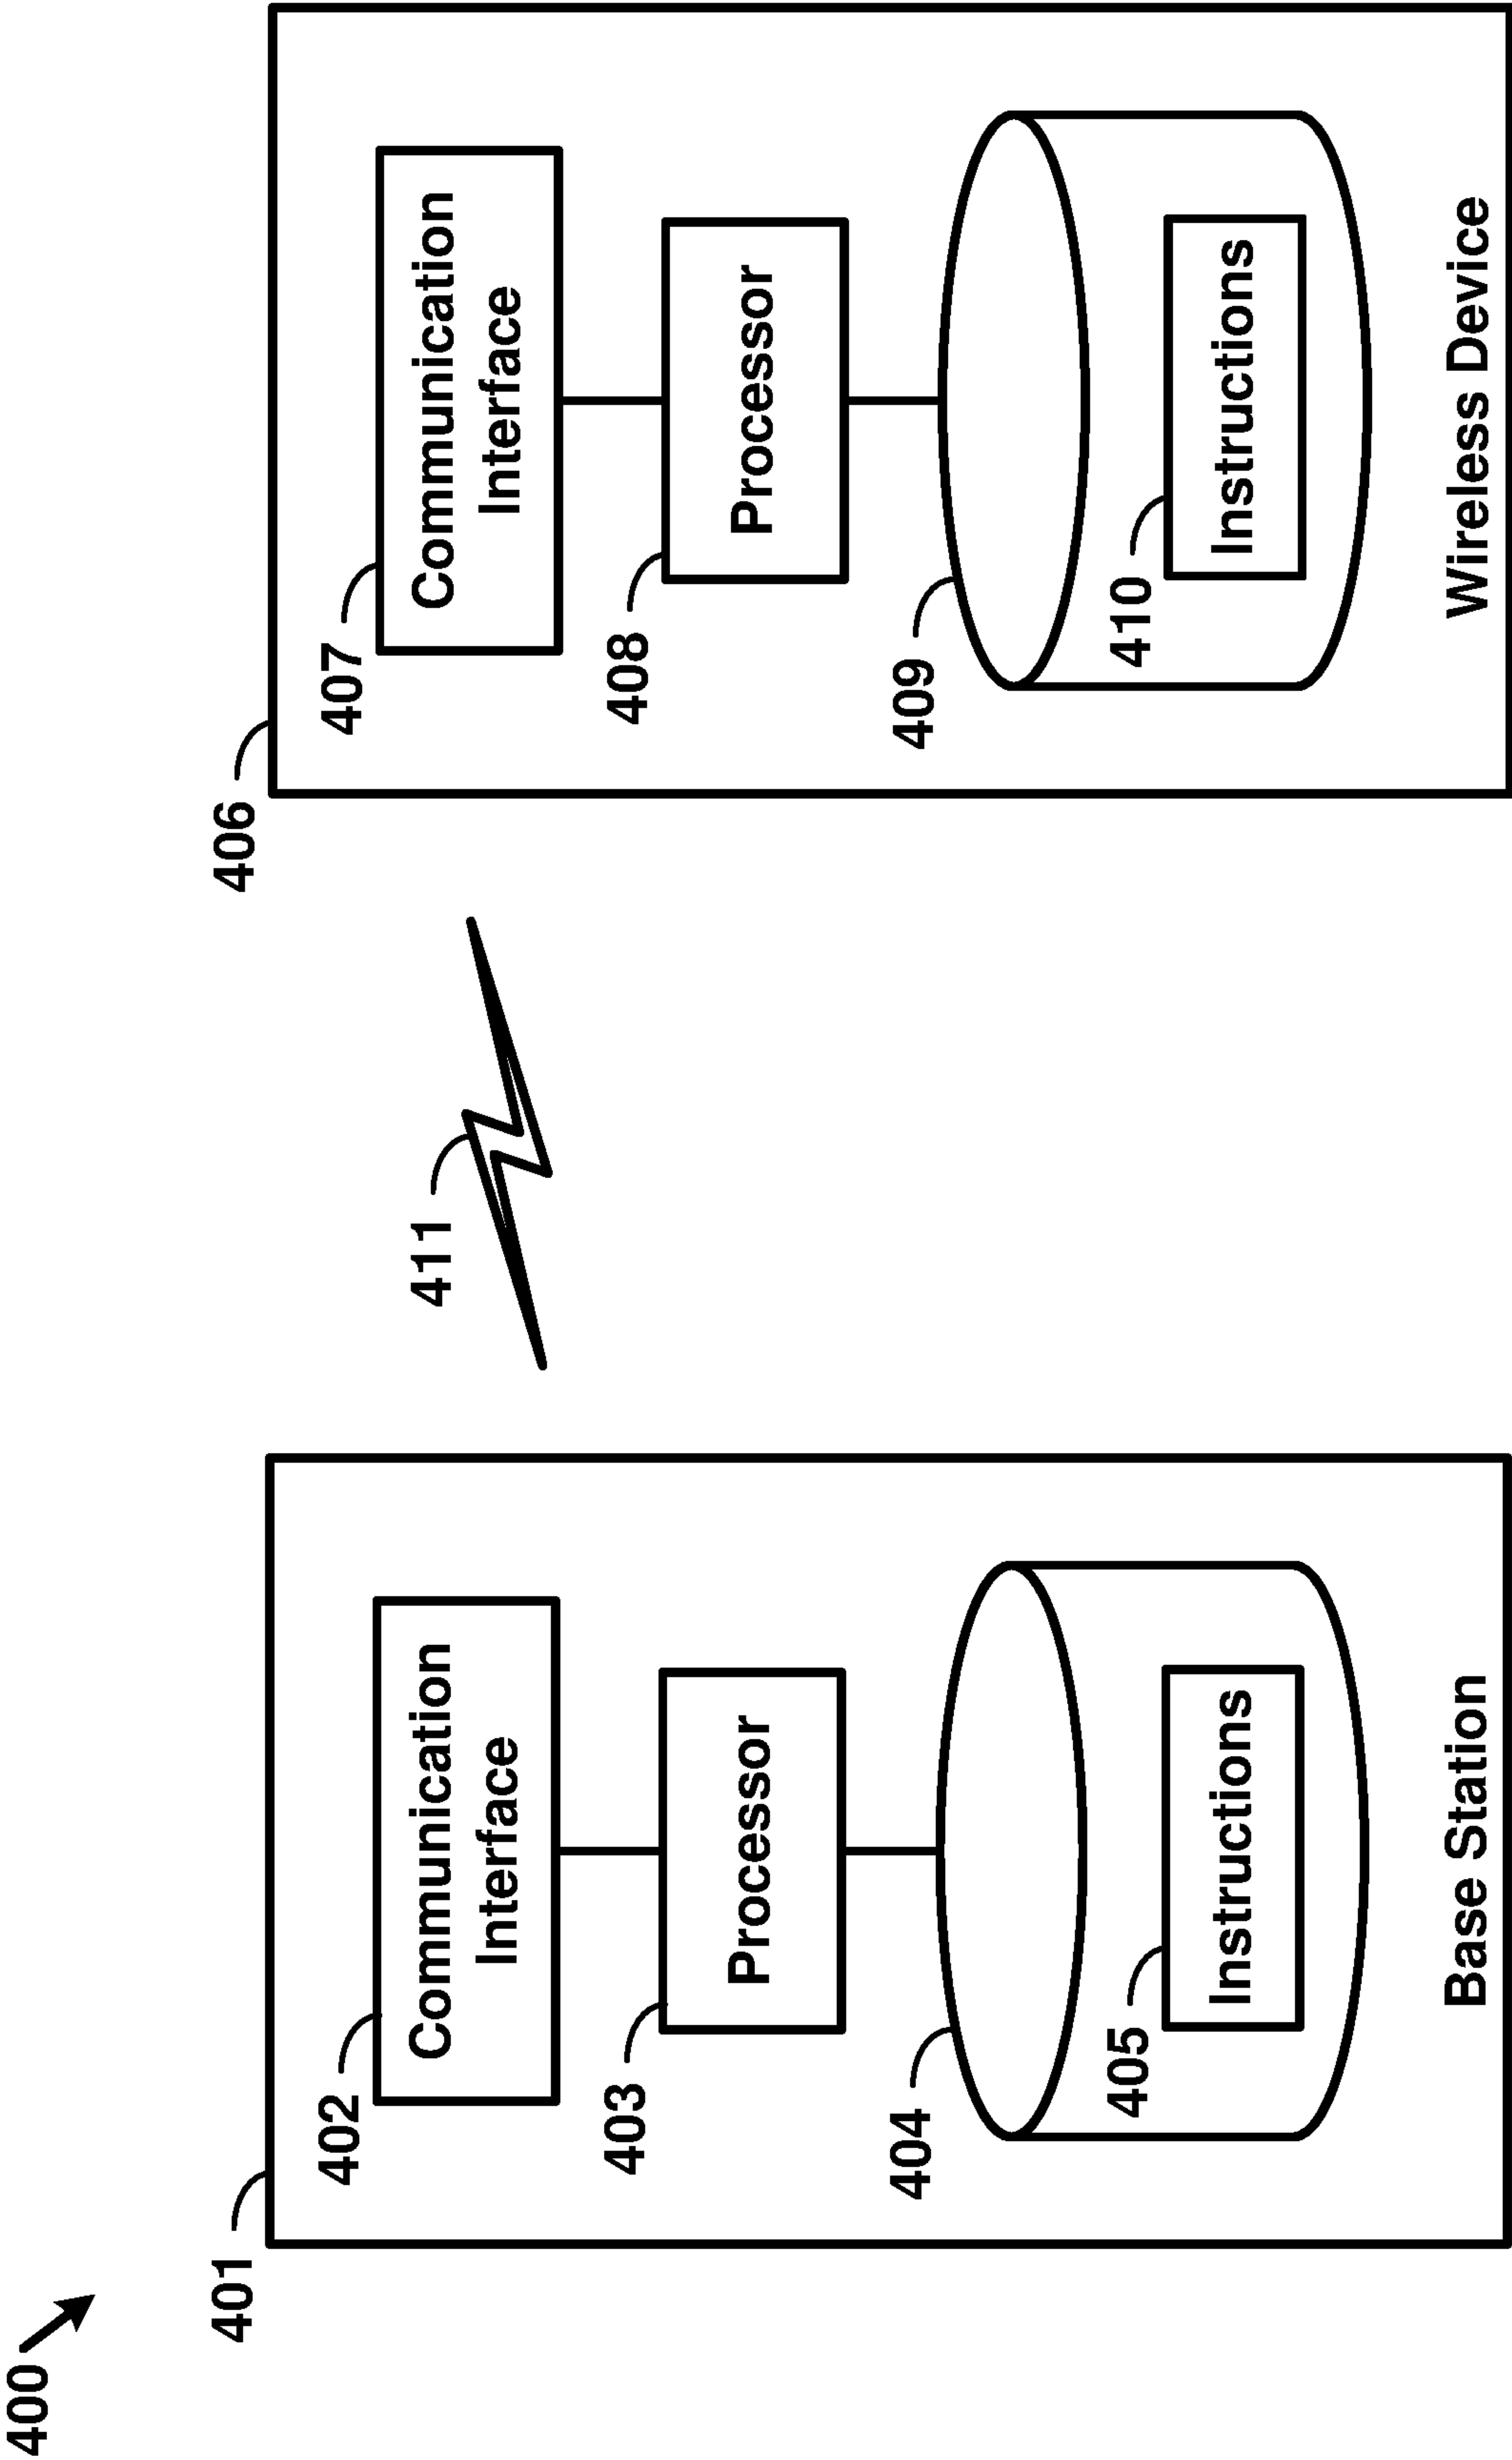 400
401
402
Communication
Interface
403
Processor
404
405
Instructions
Base Station
411
406
407
Communication
Interface
408
Processor
409
410
Instructions
Wireless Device